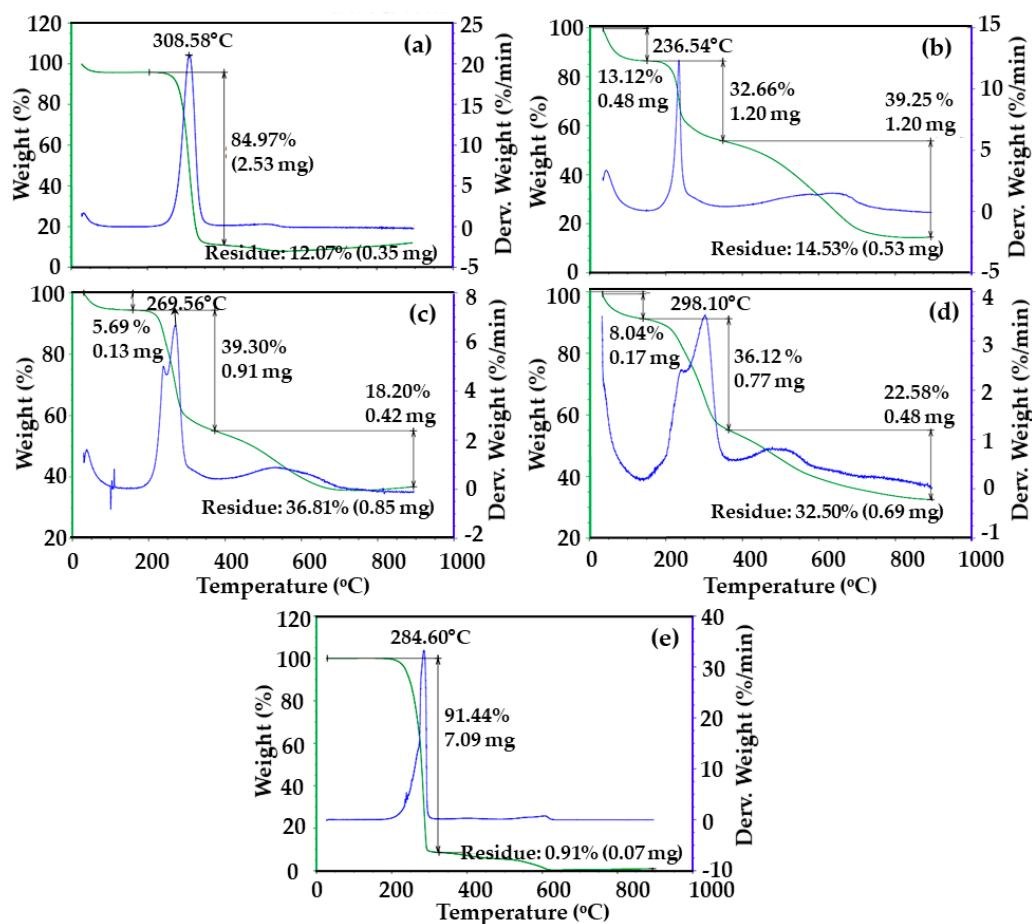 (a)
308.58°C
84.97%
(2.53 mg)
Residue: 12.07% (0.35 mg)
Weight (%)
120
100
80
60
40
20
0
Derv. Weight (%/min)
25
20
15
10
5
0
-5
(b)
236.54°C
13.12%
0.48 mg
32.66%
1.20 mg
39.25 %
1.20 mg
Residue: 14.53% (0.53 mg)
Weight (%)
100
80
60
40
20
0
Derv. Weight (%/min)
15
10
5
0
-5
(c)
269.56°C
5.69 %
0.13 mg
39.30%
0.91 mg
18.20%
0.42 mg
Residue: 36.81% (0.85 mg)
Weight (%)
100
80
60
40
20
Derv. Weight (%/min)
8
6
4
2
0
-2
0 200 400 600 800 1000
Temperature (oC)
(d)
298.10°C
8.04%
0.17 mg
36.12 %
0.77 mg
22.58%
0.48 mg
Residue: 32.50% (0.69 mg)
Weight (%)
100
80
60
40
20
Derv. Weight (%/min)
4
3
2
1
0
-1
0 200 400 600 800 1000
Temperature (oC)
(e)
284.60°C
91.44%
7.09 mg
Residue: 0.91% (0.07 mg)
Weight (%)
120
100
80
60
40
20
0
Derv. Weight (%/min)
40
30
20
10
0
-10
0 200 400 600 800 1000
Temperature (oC)